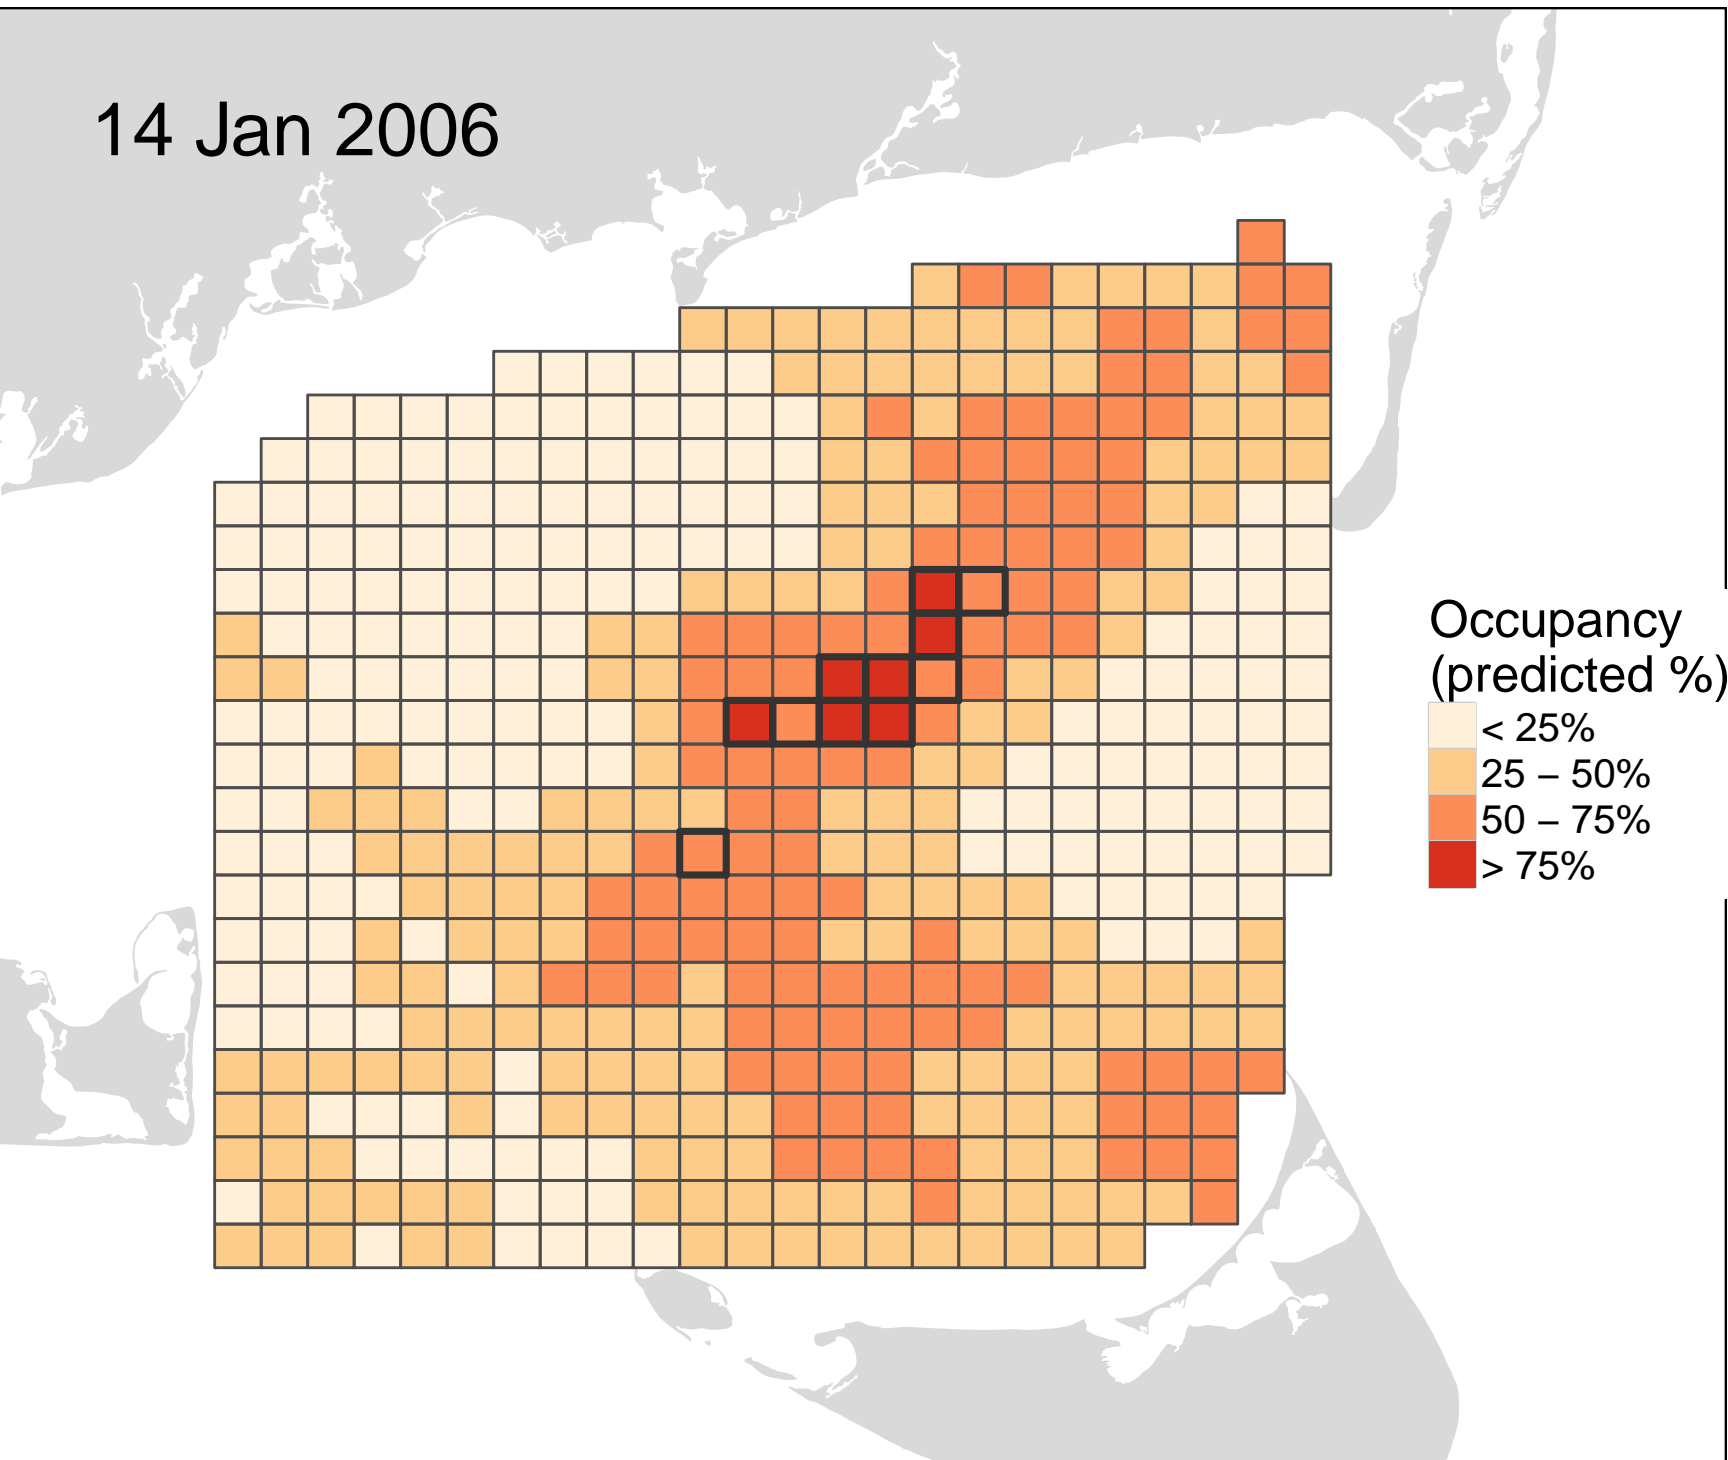 14 Jan 2006
Occupancy
(predicted %)
< 25%
25 – 50%
50 – 75%
> 75%